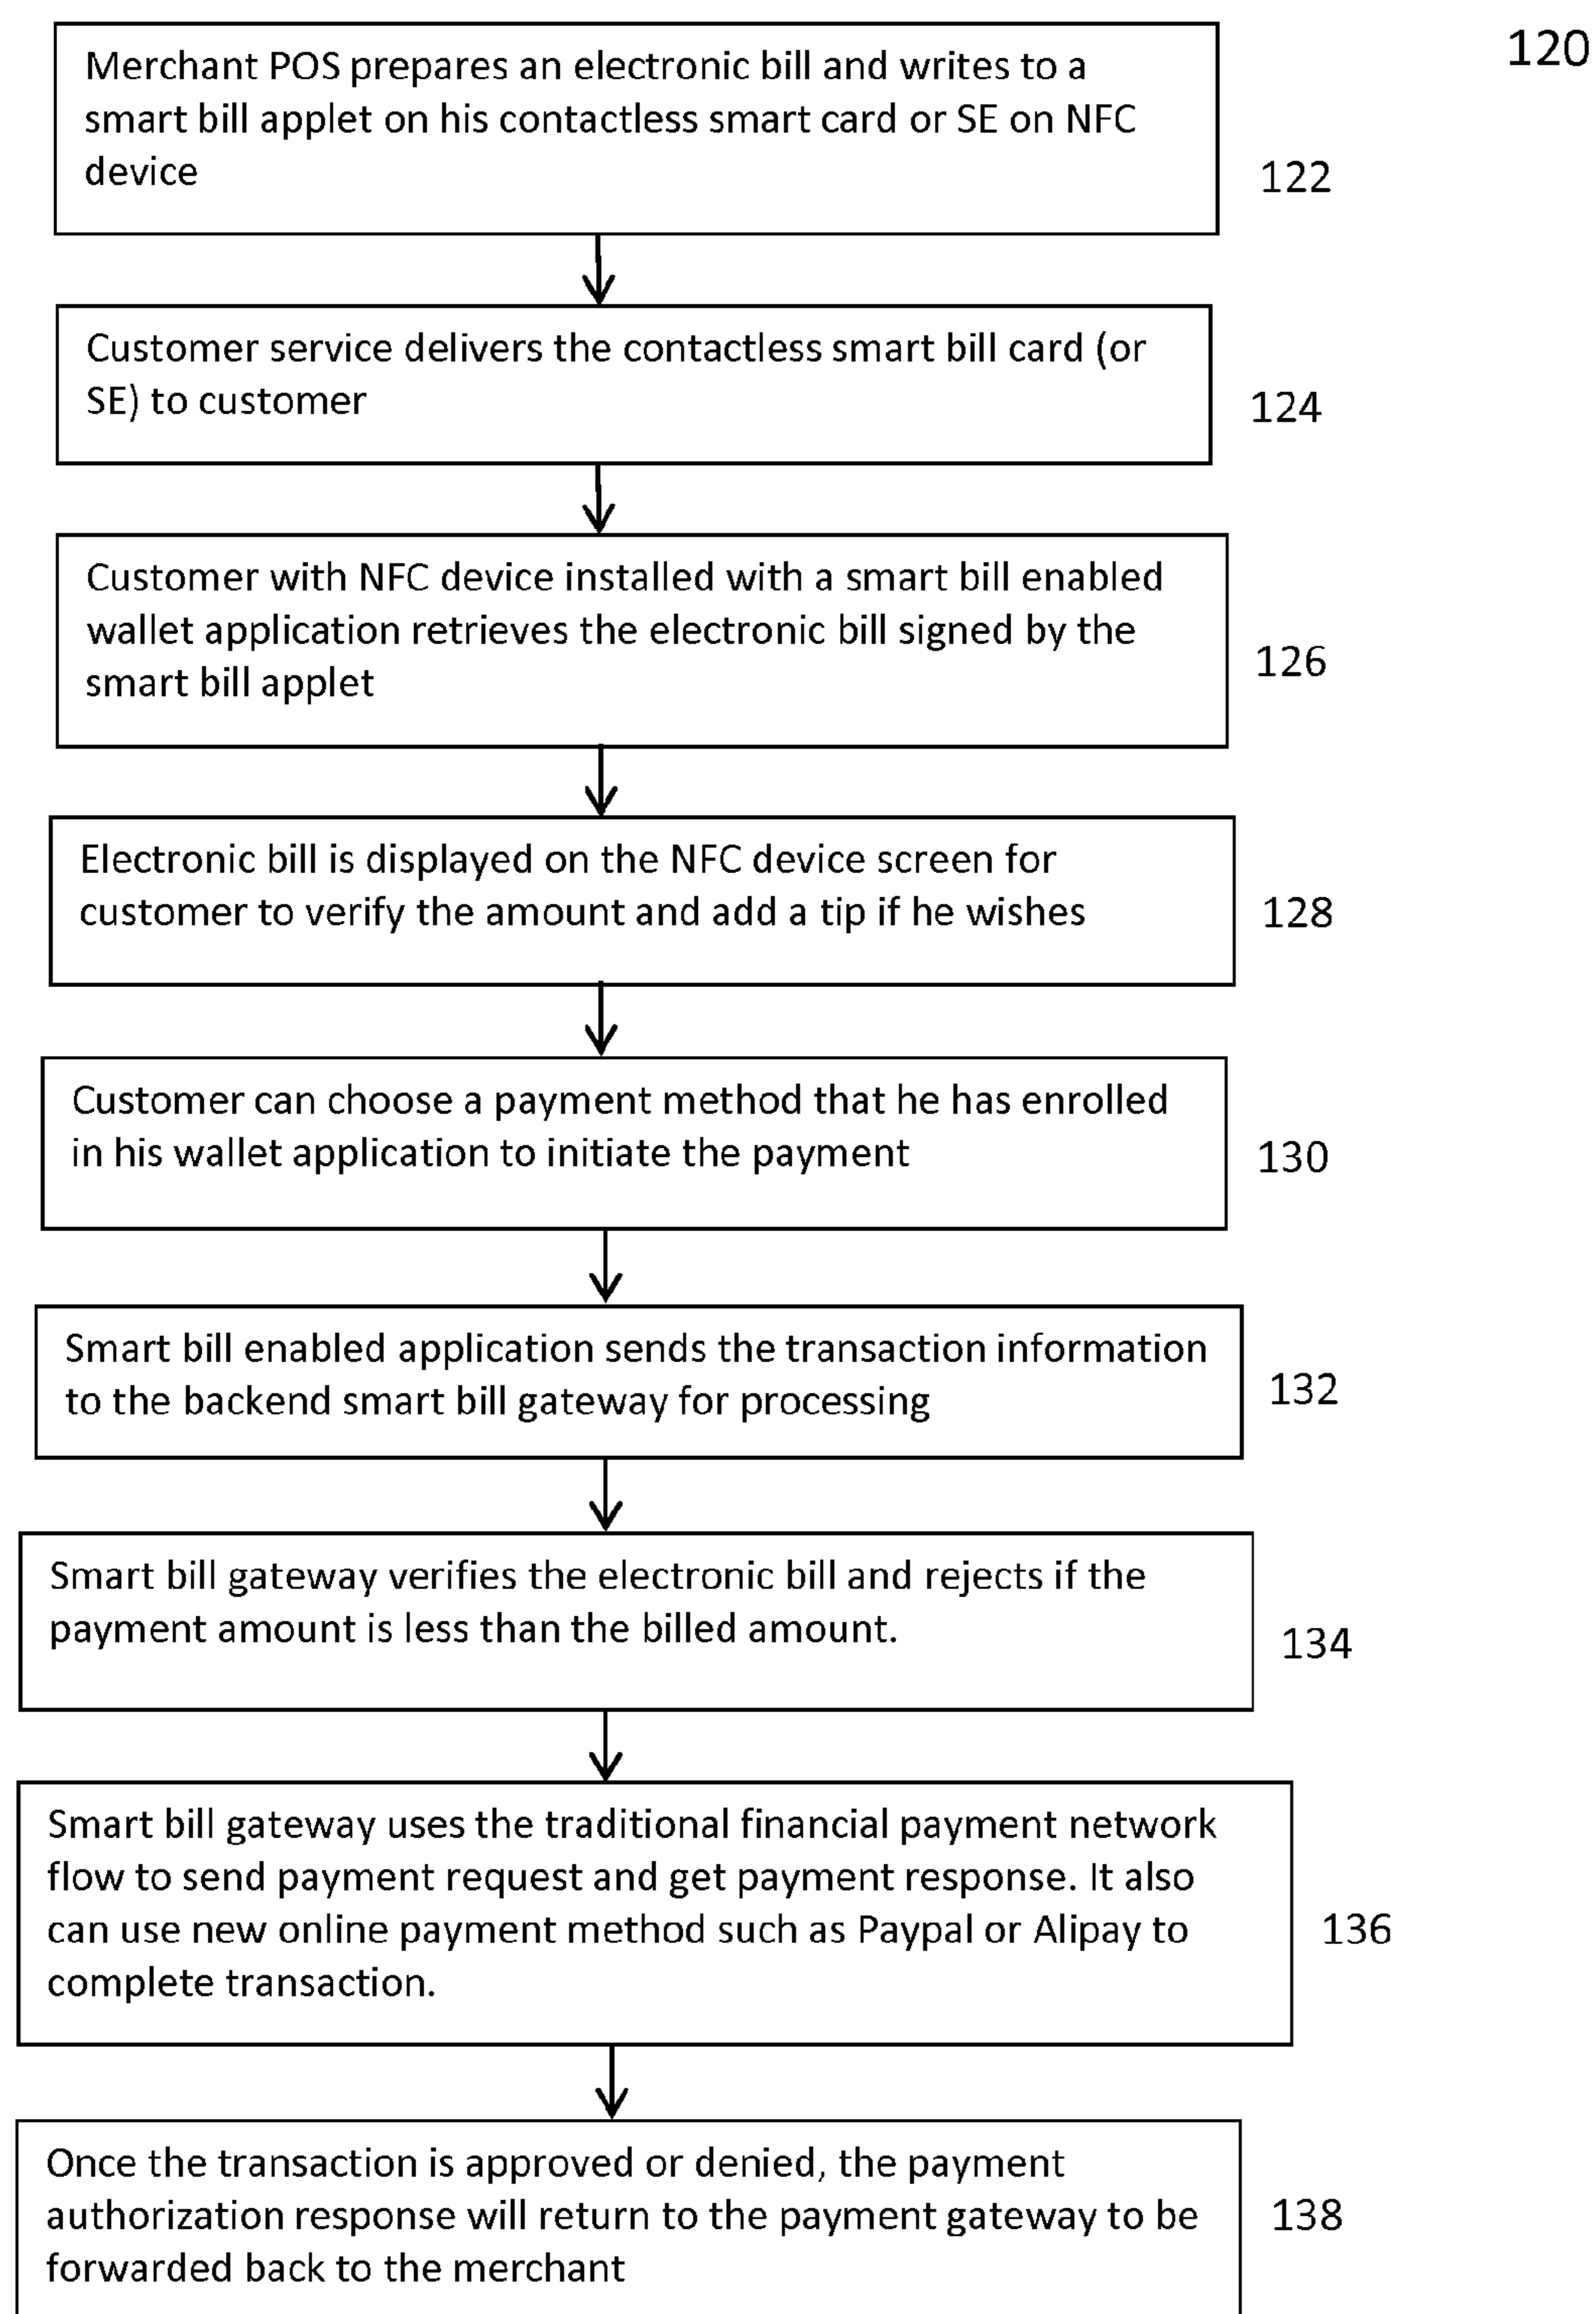 120
Merchant POS prepares an electronic bill and writes to a
smart bill applet on his contactless smart card or SE on NFC
device
122
Customer service delivers the contactless smart bill card (or
SE) to customer
124
Customer with NFC device installed with a smart bill enabled
wallet application retrieves the electronic bill signed by the
smart bill applet
126
Electronic bill is displayed on the NFC device screen for
customer to verify the amount and add a tip if he wishes
128
Customer can choose a payment method that he has enrolled
in his wallet application to initiate the payment
130
Smart bill enabled application sends the transaction information
to the backend smart bill gateway for processing
132
Smart bill gateway verifies the electronic bill and rejects if the
payment amount is less than the billed amount.
134
Smart bill gateway uses the traditional financial payment network
flow to send payment request and get payment response. It also
can use new online payment method such as Paypal or Alipay to
complete transaction.
136
Once the transaction is approved or denied, the payment
authorization response will return to the payment gateway to be
forwarded back to the merchant
138